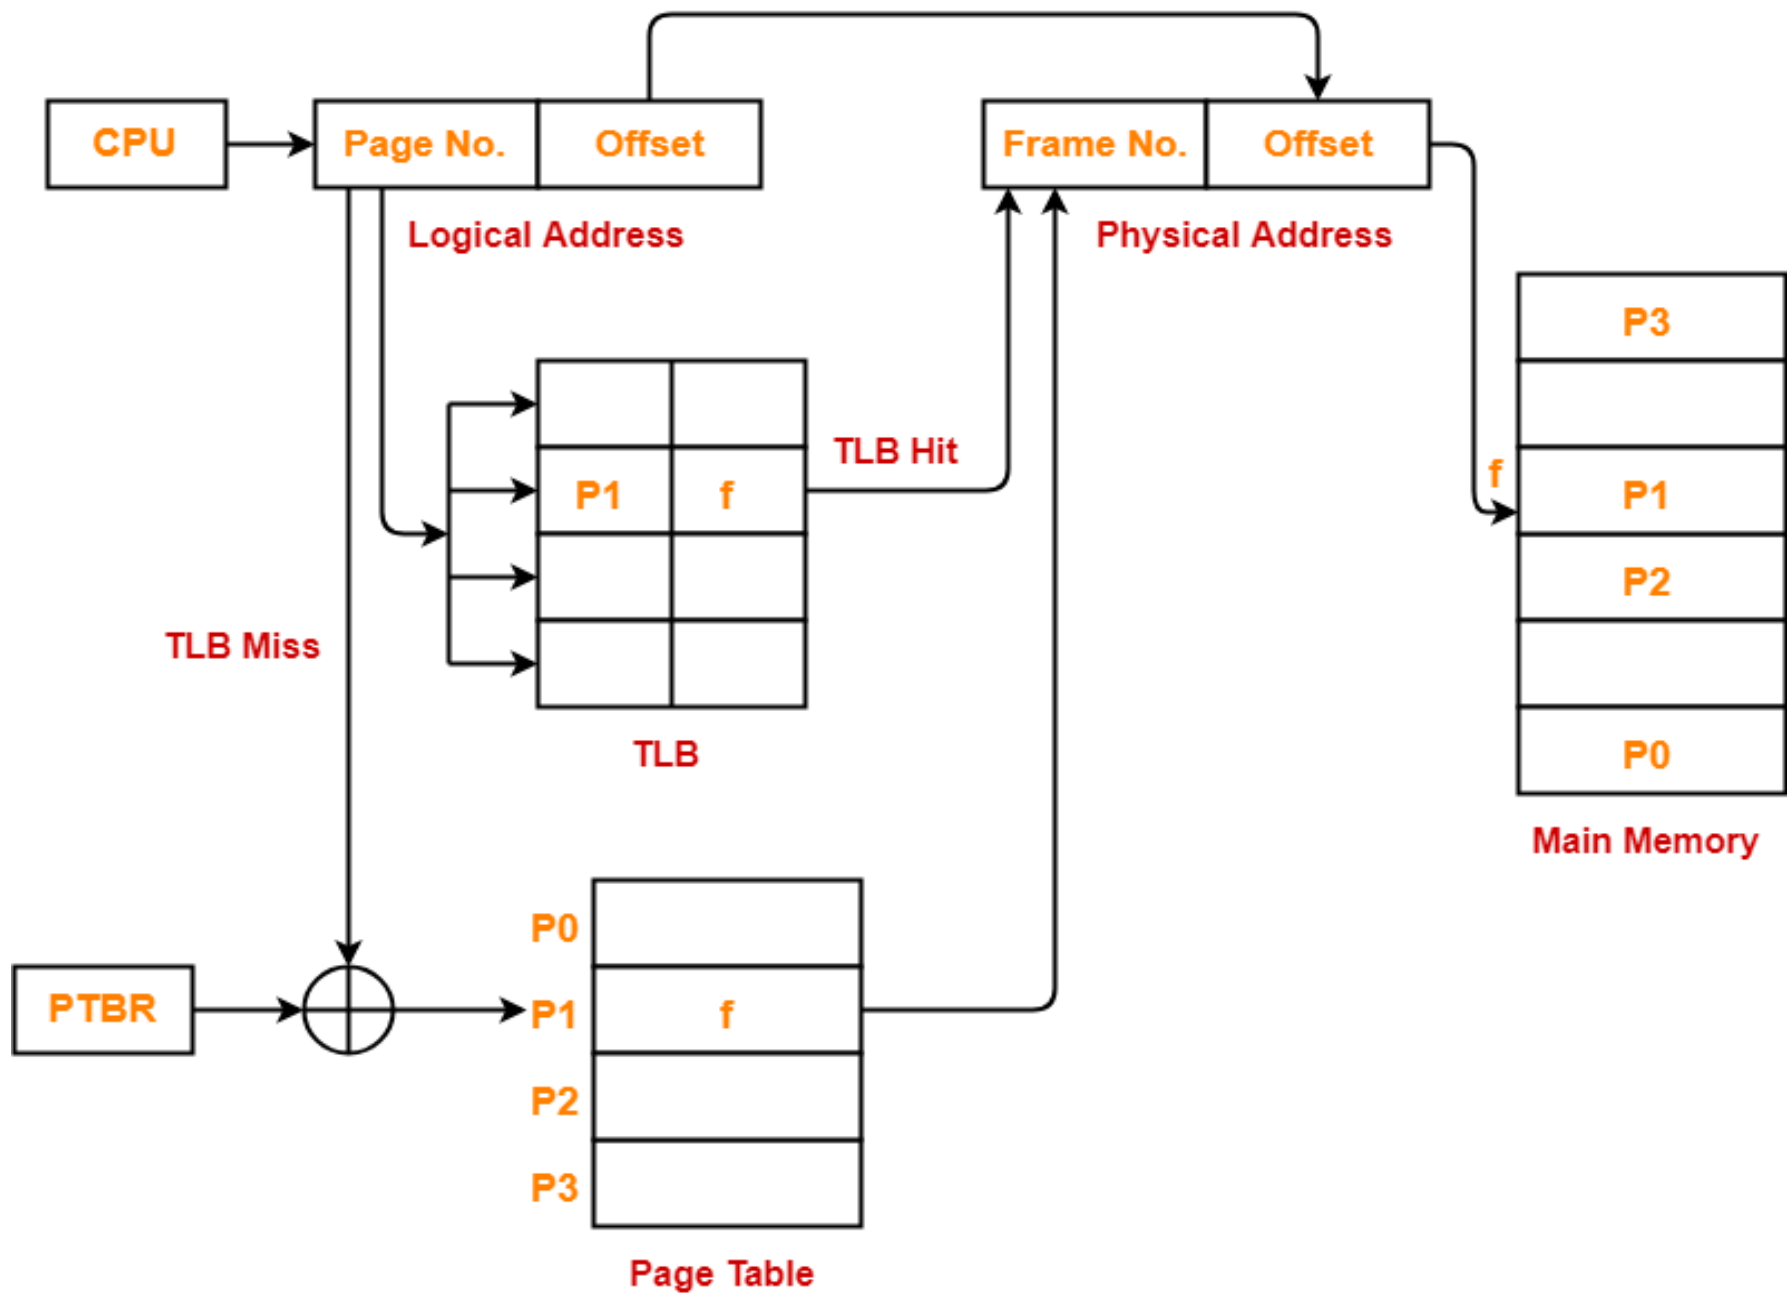 CPU
Page No.
Offset
Frame No.
Offset
Logical Address
Physical Address
P3
TLB Hit
f
P1
f
P1
P2
TLB Miss
TLB
P0
Main Memory
P0
PTBR
P1
f
P2
P3
Page Table